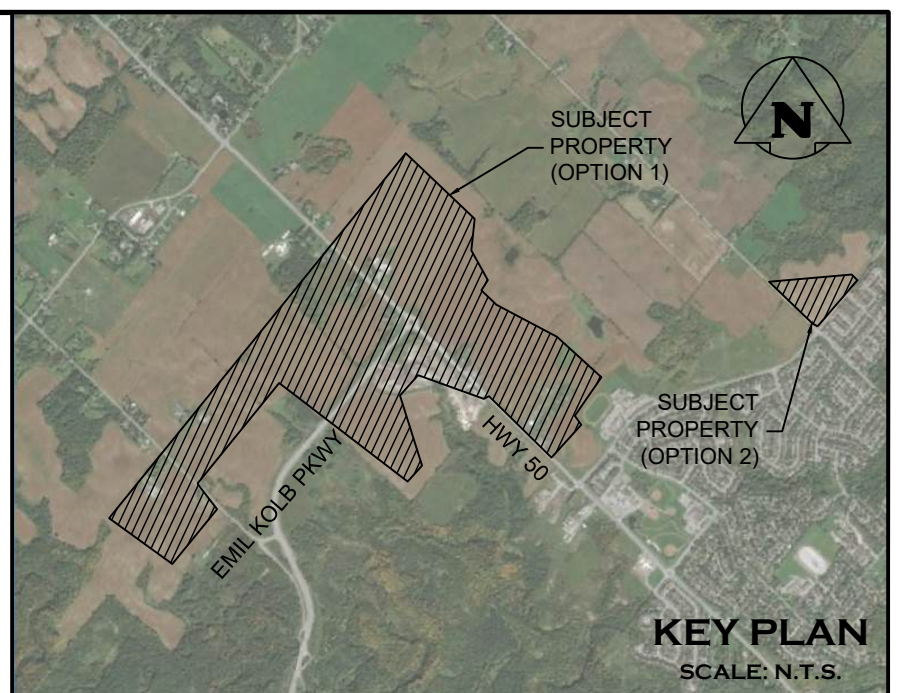 SUBJECT
PROPERTY
(OPTION 1)
N
SUBJECT
PROPERTY
(OPTION 2)
HWY 50
EMIL KOLB PKWY
KEY PLAN
SCALE: N.T.S.